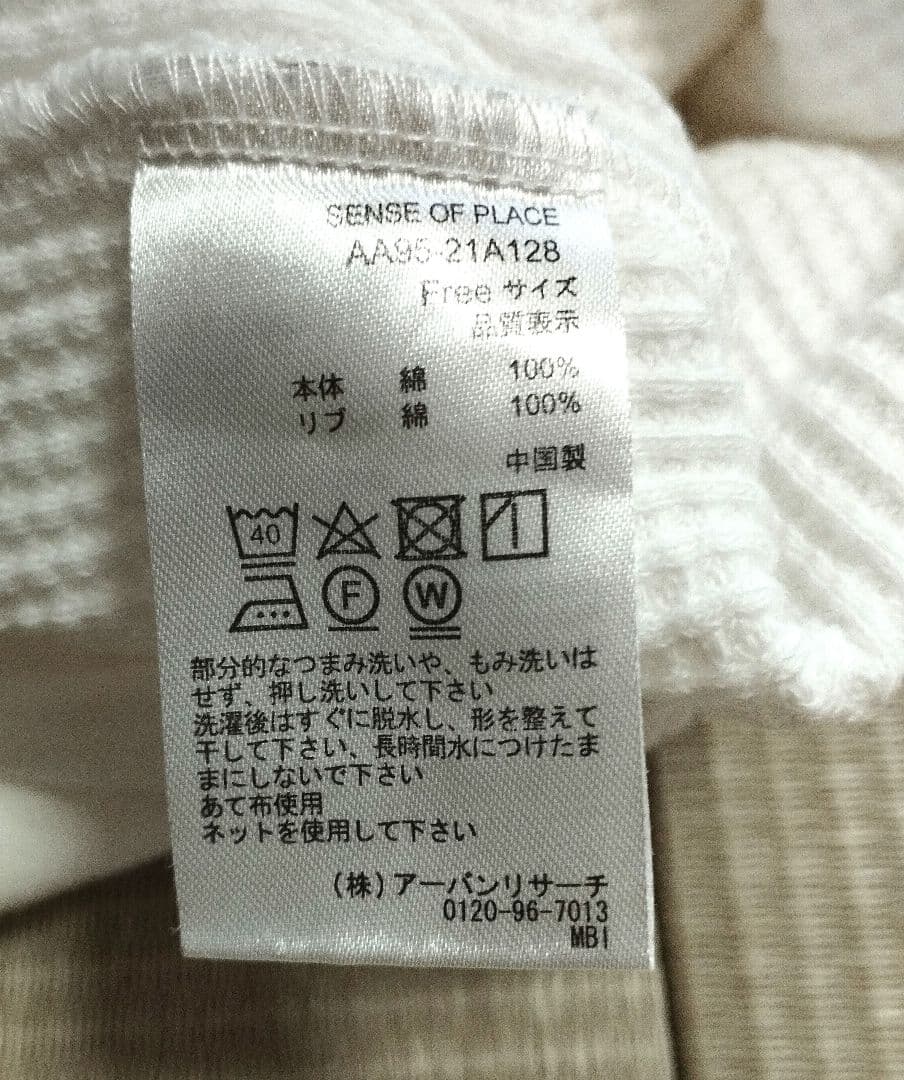 SENSE OF PLACE
AA95-21A128
Free サイズ
品質表示
本体 綿 100%
リブ 綿 100%
中国製
40
F W
部分的なつまみ洗いや、もみ洗いは
せず、押し洗いして下さい
洗濯後はすぐに脱水し、形を整えて
干して下さい、長時間水につけたま
まにしないで下さい
あて布使用
ネットを使用して下さい
(株)アーバンリサーチ
0120-96-7013
MBI